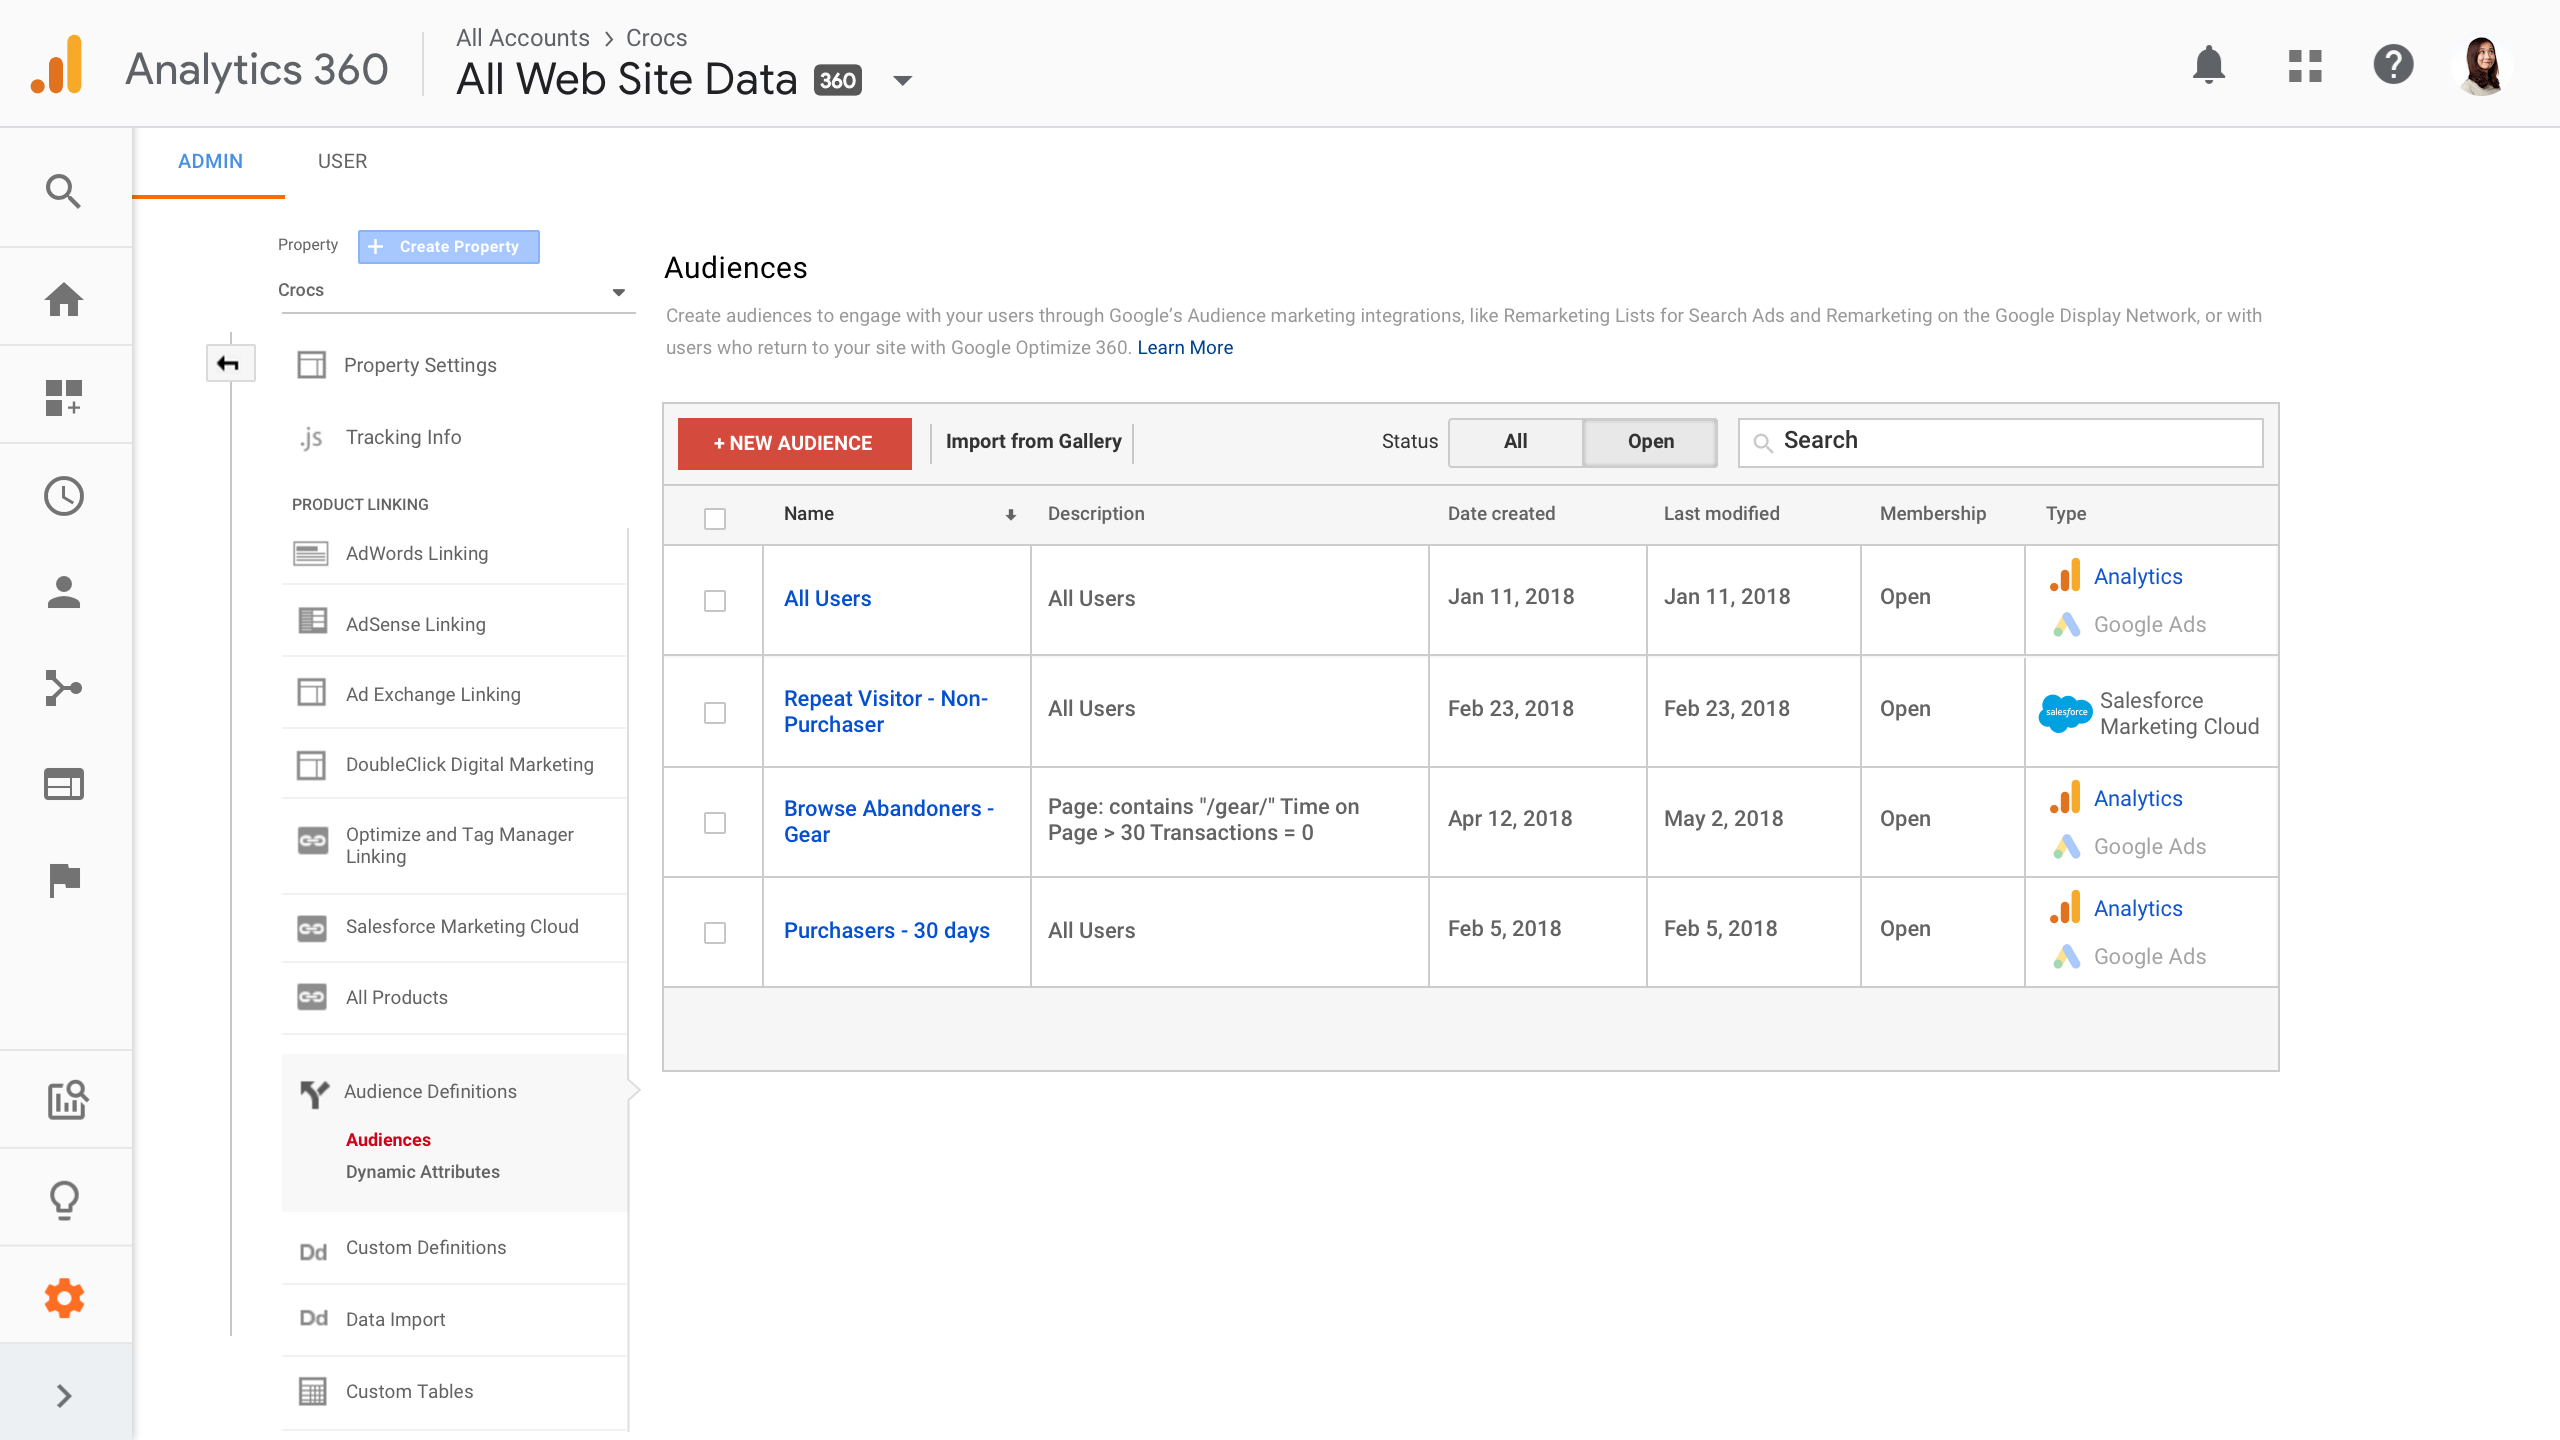 Analytics 360
All Accounts > Crocs
All Web Site Data 360
ADMIN
USER
Property
+ Create Property
Crocs
Property Settings
.js Tracking Info
PRODUCT LINKING
AdWords Linking
AdSense Linking
Ad Exchange Linking
DoubleClick Digital Marketing
Optimize and Tag Manager
Linking
Salesforce Marketing Cloud
All Products
Audience Definitions
Audiences
Dynamic Attributes
Dd Custom Definitions
Dd Data Import
Custom Tables
Audiences
Create audiences to engage with your users through Google's Audience marketing integrations, like Remarketing Lists for Search Ads and Remarketing on the Google Display Network, or with
users who return to your site with Google Optimize 360. Learn More
+ NEW AUDIENCE
Import from Gallery
Status
All
Open
Search
Name
Description
Date created
Last modified
Membership
Type
All Users
All Users
Jan 11, 2018
Jan 11, 2018
Open
Analytics
Google Ads
Repeat Visitor - Non-
Purchaser
All Users
Feb 23, 2018
Feb 23, 2018
Open
salesforce
Salesforce
Marketing Cloud
Browse Abandoners -
Gear
Page: contains "/gear/" Time on
Page > 30 Transactions = 0
Apr 12, 2018
May 2, 2018
Open
Analytics
Google Ads
Purchasers - 30 days
All Users
Feb 5, 2018
Feb 5, 2018
Open
Analytics
Google Ads